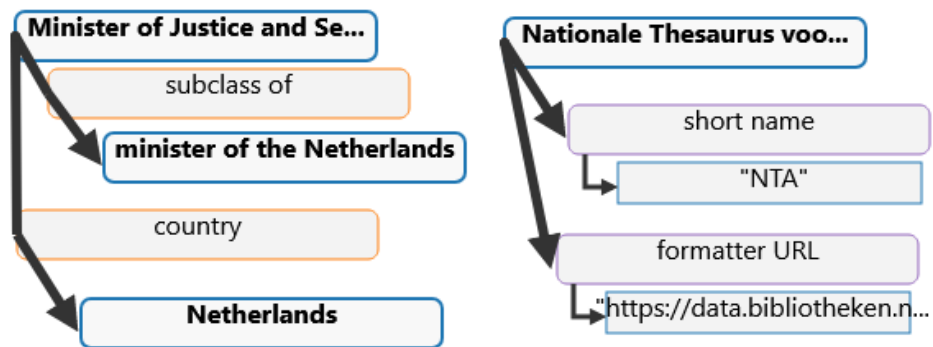 Minister of Justice and Se...
subclass of
minister of the Netherlands
country
Netherlands
Nationale Thesaurus voo...
short name
"NTA"
formatter URL
"https://data.bibliotheken.n...